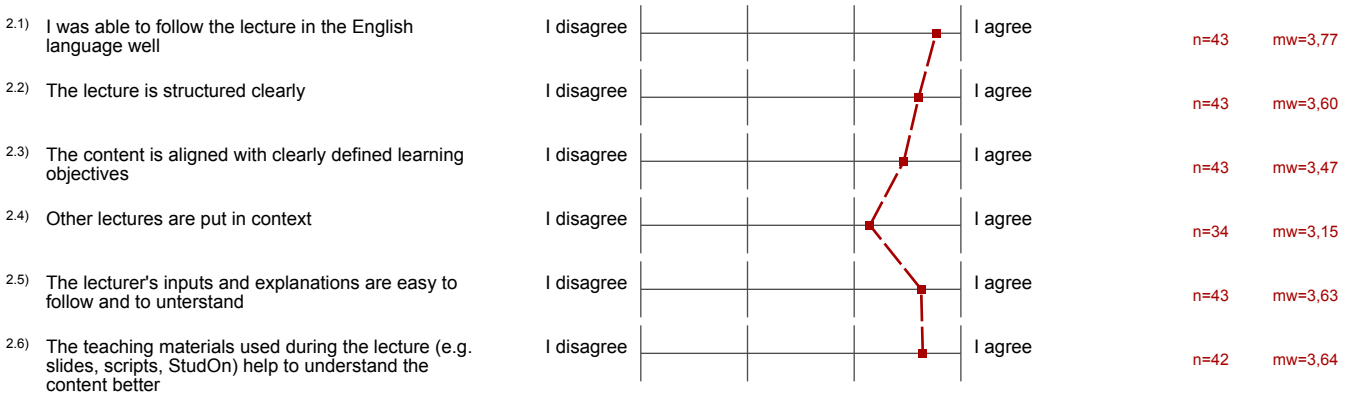 2.1) I was able to follow the lecture in the English
language well
I disagree I agree n=43 mw=3,77
2.2) The lecture is structured clearly
I disagree I agree n=43 mw=3,60
2.3) The content is aligned with clearly defined learning
objectives
I disagree I agree n=43 mw=3,47
2.4) Other lectures are put in context
I disagree I agree n=34 mw=3,15
2.5) The lecturer's inputs and explanations are easy to
follow and to unterstand
I disagree I agree n=43 mw=3,63
2.6) The teaching materials used during the lecture (e.g.
slides, scripts, StudOn) help to understand the
content better
I disagree I agree n=42 mw=3,64